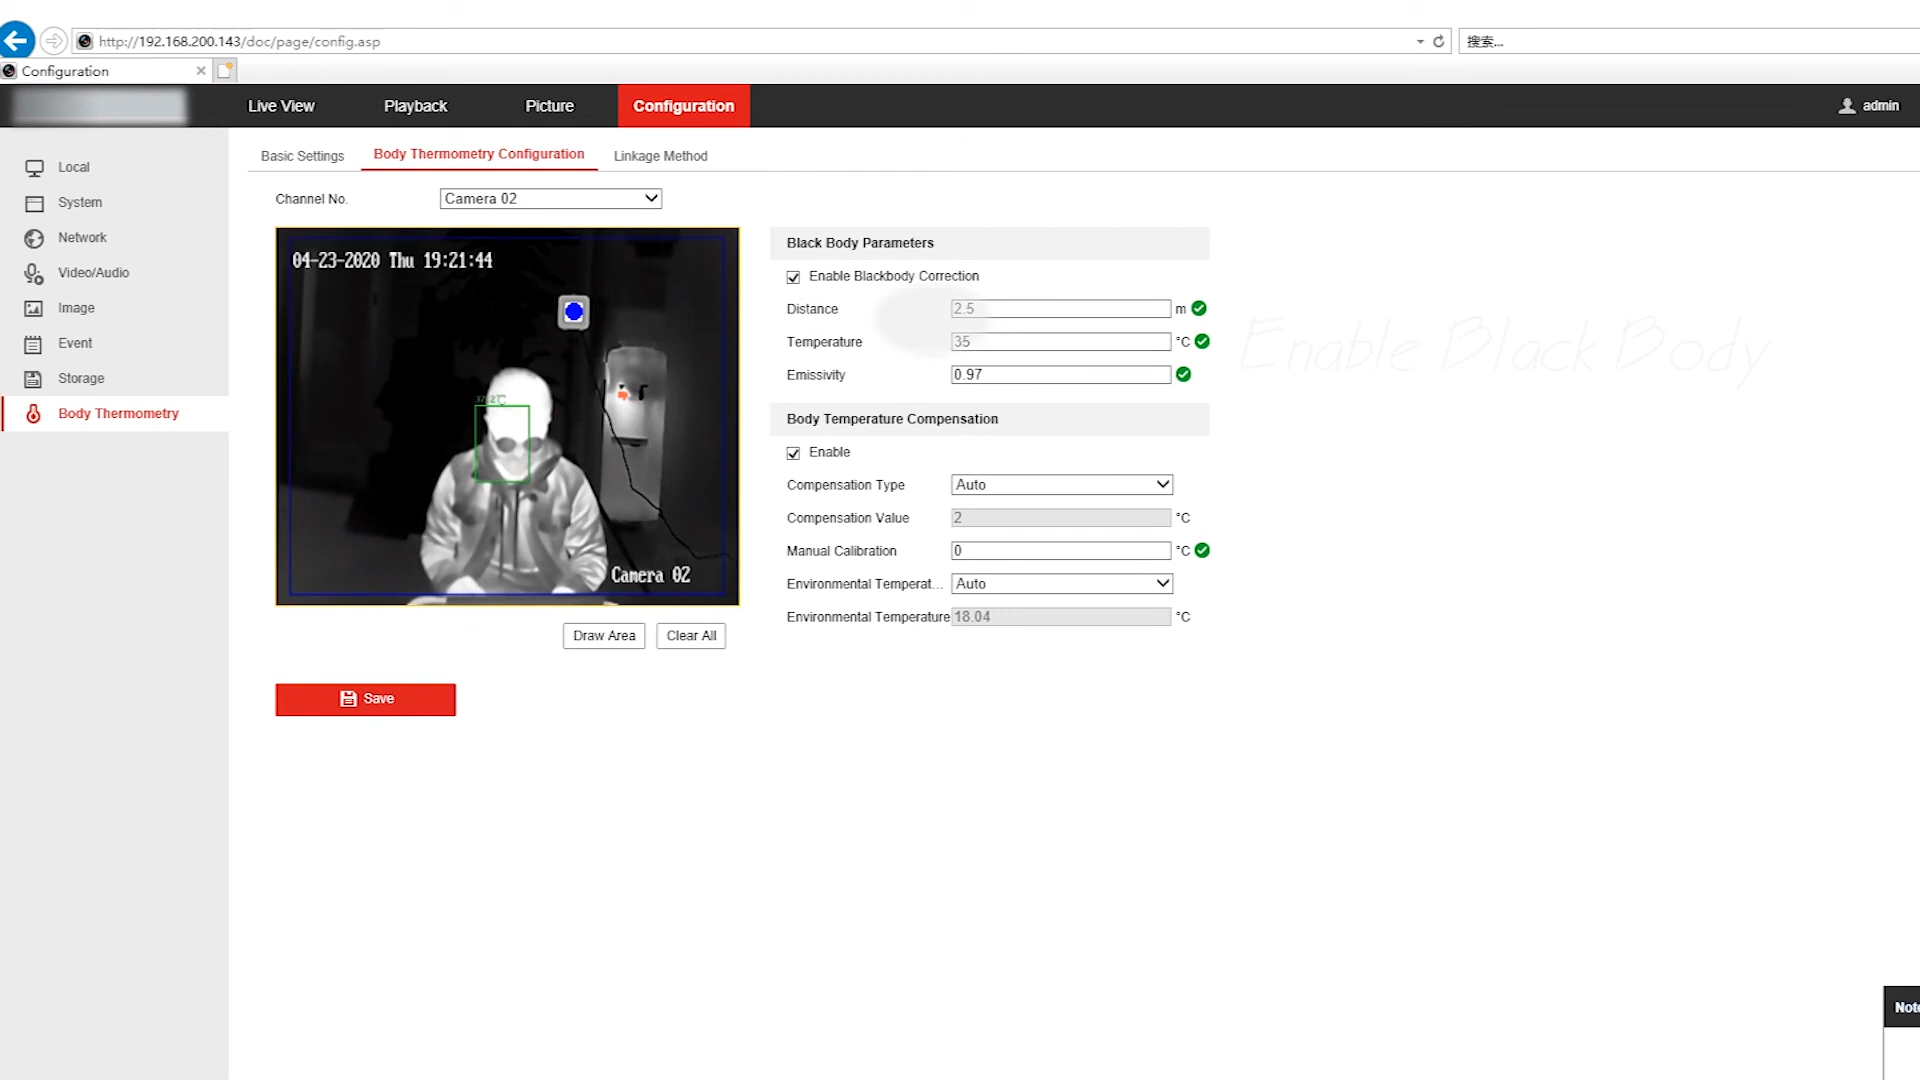 http://192.168.200.143/doc/page/config.asp
搜索...
Configuration
Live View Playback Picture Configuration admin
Local
System
Network
Video/Audio
Image
Event
Storage
Body Thermometry
Basic Settings Body Thermometry Configuration Linkage Method
Channel No. Camera 02
04-23-2020 Thu 19:21:44
Camera 02
Draw Area Clear All
Save
Black Body Parameters
Enable Blackbody Correction
Distance 2.5 m
Temperature 35 °C
Emissivity 0.97
Body Temperature Compensation
Enable
Compensation Type Auto
Compensation Value 2 °C
Manual Calibration 0 °C
Environmental Temperat... Auto
Environmental Temperature 18.04 °C
Enable Black Body